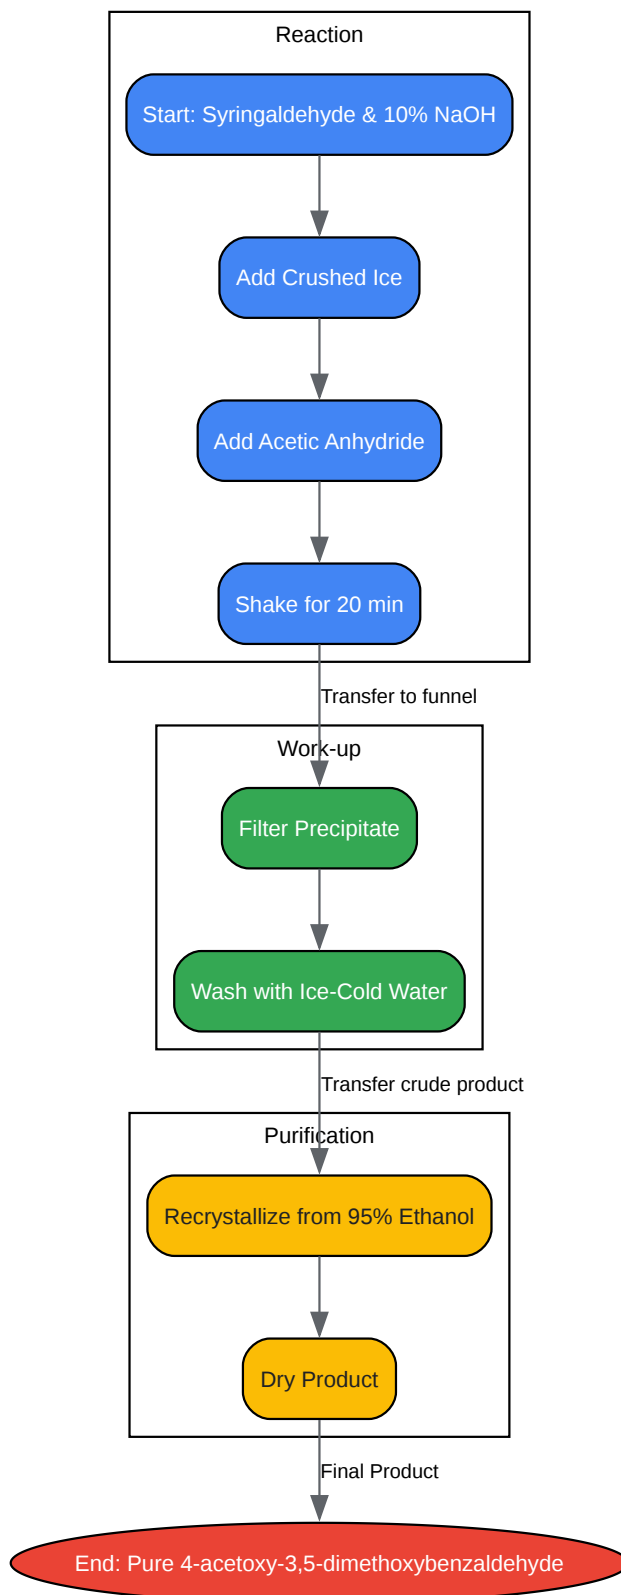 Reaction
Start: Syringaldehyde & 10% NaOH
Add Crushed Ice
Add Acetic Anhydride
Shake for 20 min
Transfer to funnel
Work-up
Filter Precipitate
Wash with Ice-Cold Water
Transfer crude product
Purification
Recrystallize from 95% Ethanol
Dry Product
Final Product
End: Pure 4-acetoxy-3,5-dimethoxybenzaldehyde